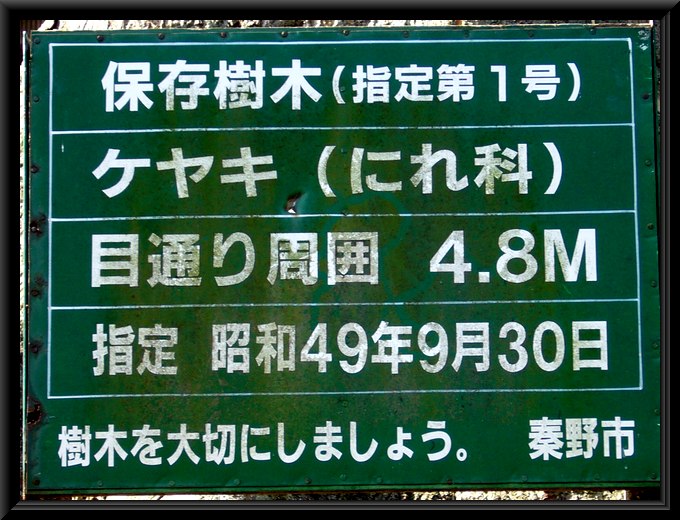 保存樹木(指定第1号)
ケヤキ(にれ科)
目通り周囲 4.8M
指定 昭和49年9月30日
樹木を大切にしましょう。 秦野市